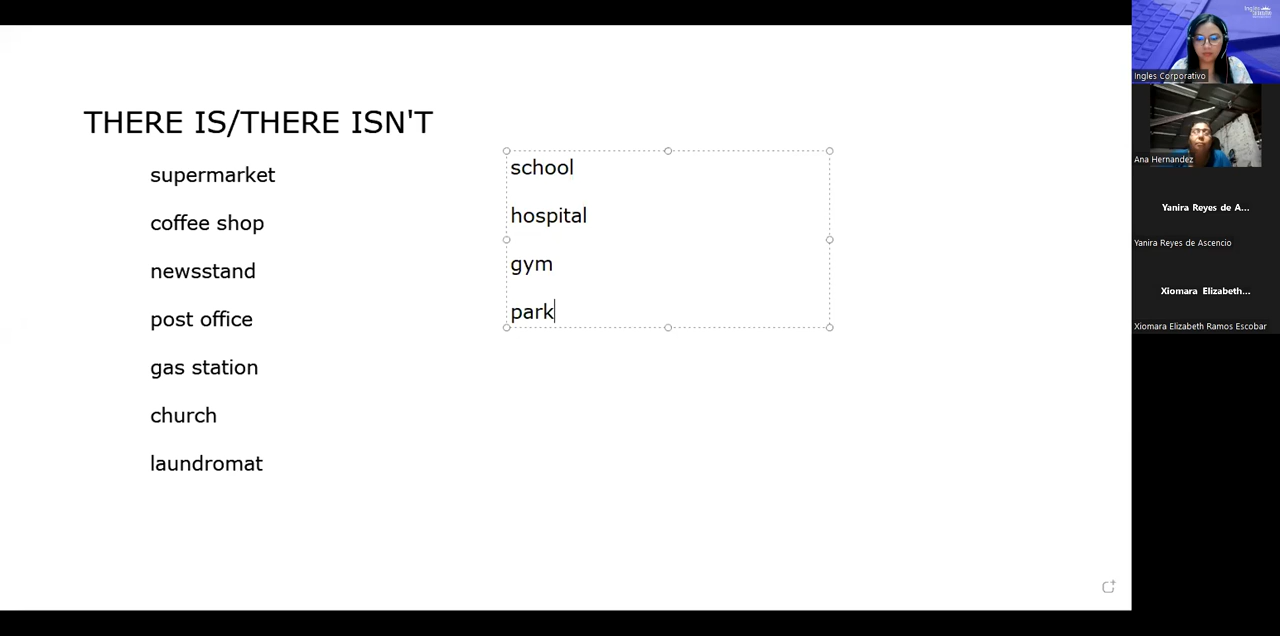 THERE IS/THERE ISN'T
supermarket
coffee shop
newsstand
post office
gas station
church
laundromat
school
hospital
gym
park
Ingles Corporativo
Ana Hernandez
Yanira Reyes de A...
Yanira Reyes de Ascencio
Xiomara Elizabeth...
Xiomara Elizabeth Ramos Escobar